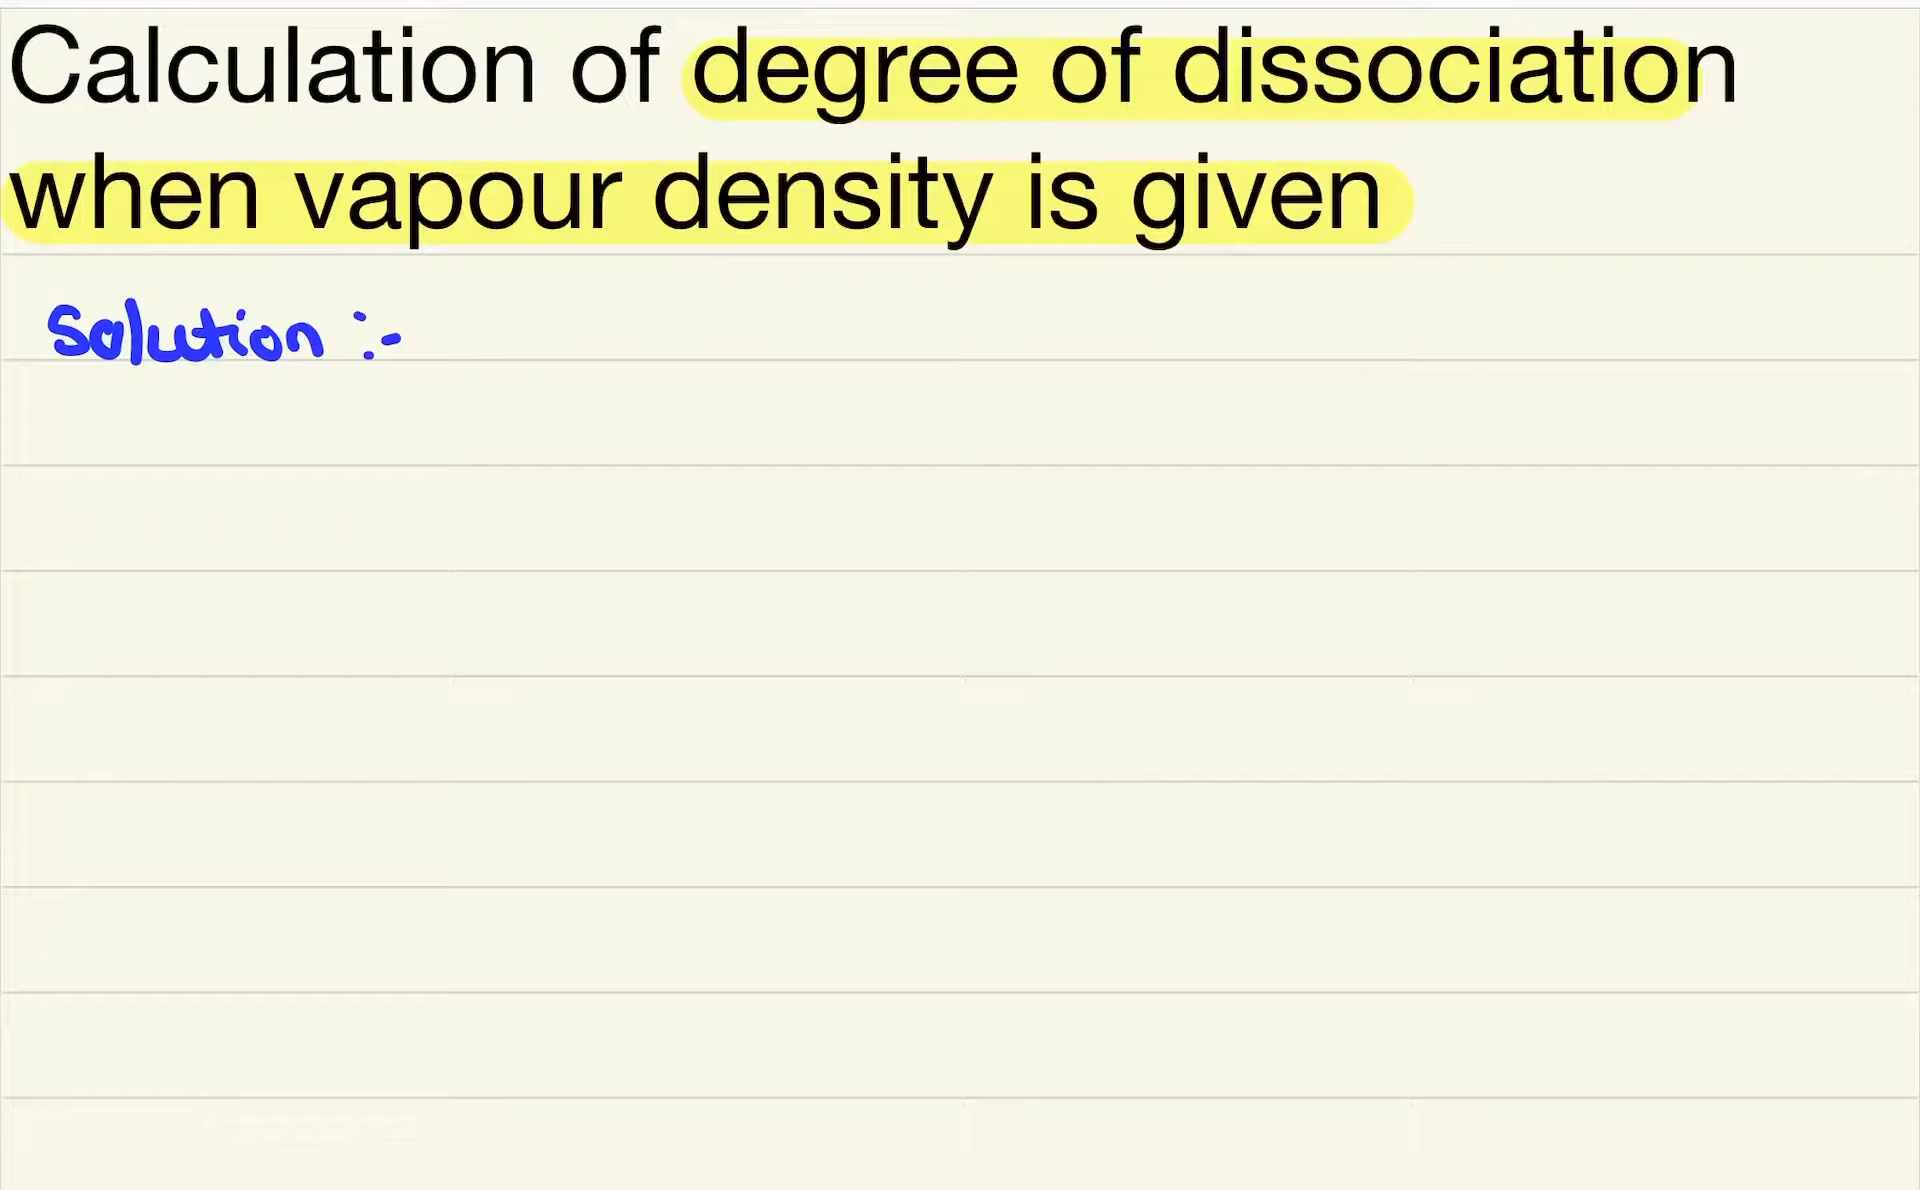 Calculation of degree of dissociation
when vapour density is given
Solution :-